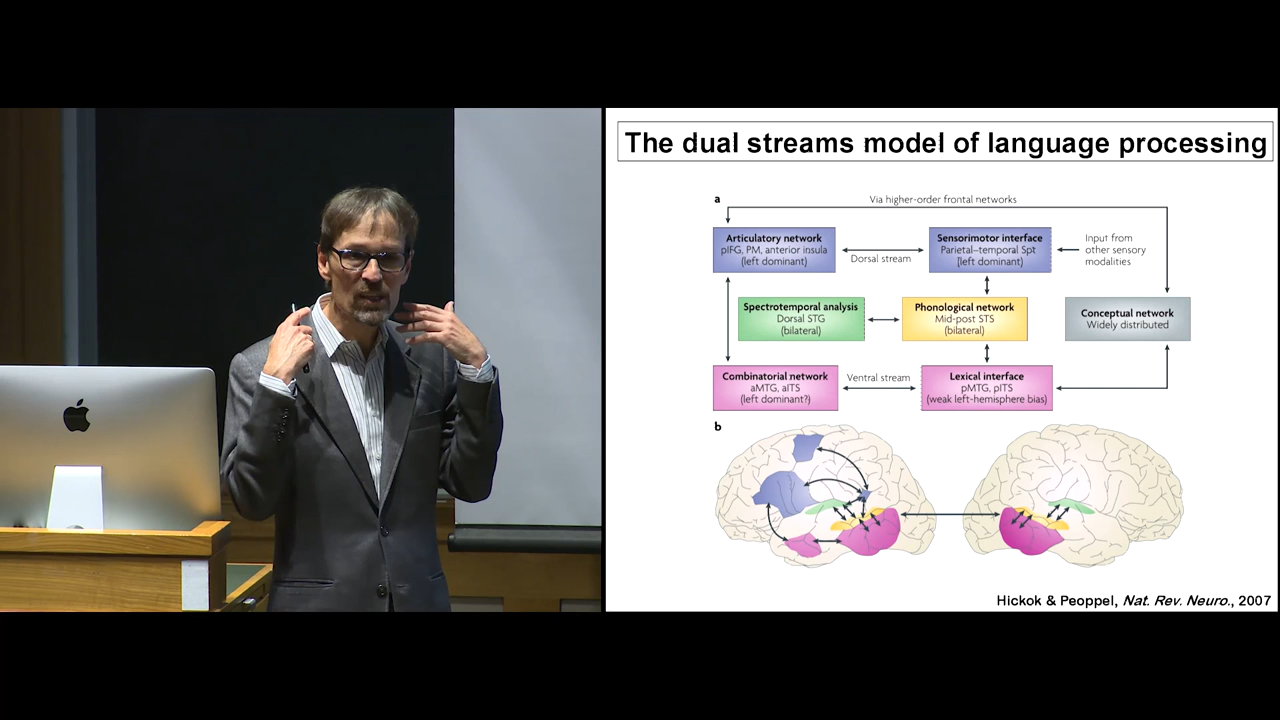 The dual streams model of language processing
a
Via higher-order frontal networks
Articulatory network
pIFG, PM, anterior insula
(left dominant)
Dorsal stream
Sensorimotor interface
Parietal–temporal Spt
[left dominant)
Input from
other sensory
modalities
Spectrotemporal analysis
Dorsal STG
(bilateral)
Phonological network
Mid-post STS
(bilateral)
Conceptual network
Widely distributed
Combinatorial network
aMTG, aITS
(left dominant?)
Ventral stream
Lexical interface
pMTG, pITS
(weak left-hemisphere bias)
b
Hickok & Peoppel, Nat. Rev. Neuro., 2007